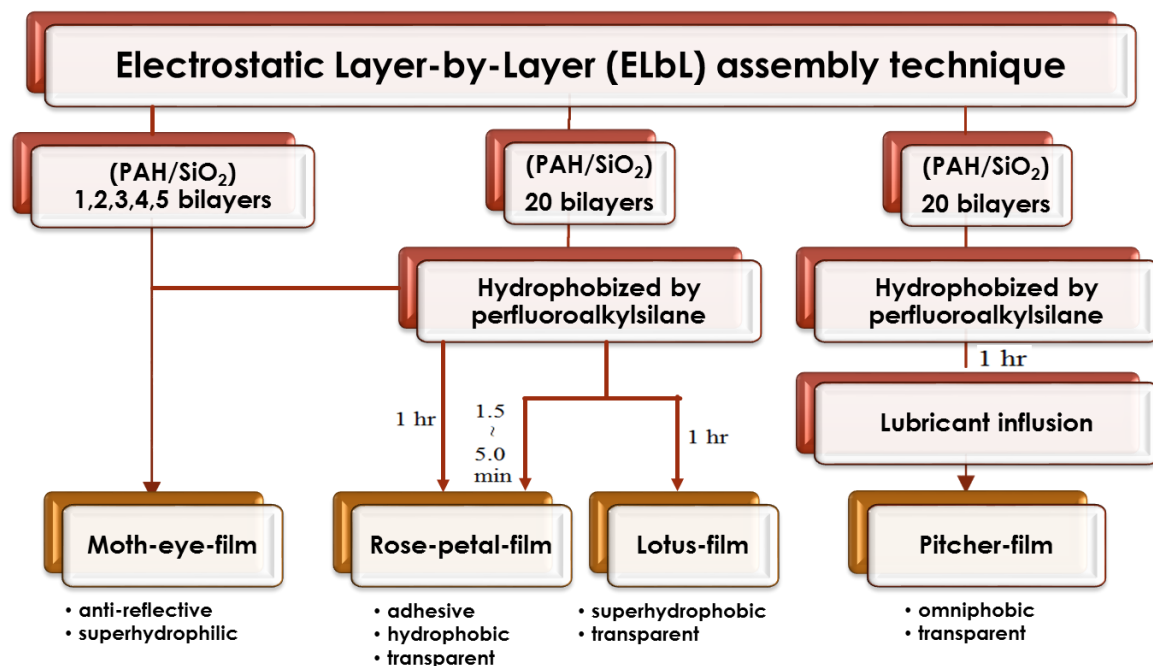 Electrostatic Layer-by-Layer (ELbL) assembly technique
(PAH/SiO₂)
1,2,3,4,5 bilayers
(PAH/SiO₂)
20 bilayers
(PAH/SiO₂)
20 bilayers
Hydrophobized by
perfluoroalkylsilane
Hydrophobized by
perfluoroalkylsilane
1 hr
Lubricant influsion
1 hr
1.5
~
5.0
min
1 hr
Moth-eye-film
Rose-petal-film
Lotus-film
Pitcher-film
• anti-reflective
• superhydrophilic
• adhesive
• hydrophobic
• transparent
• superhydrophobic
• transparent
• omniphobic
• transparent